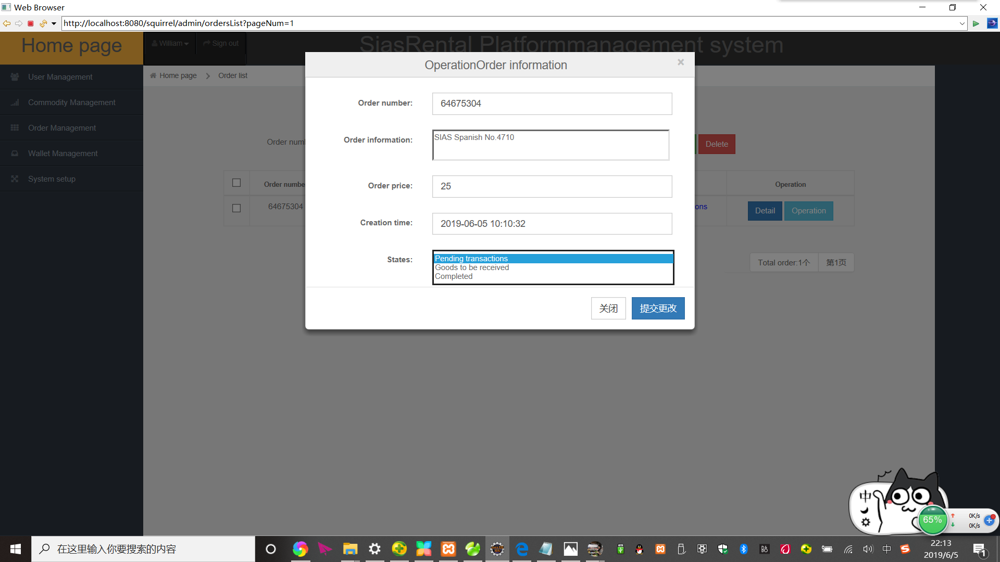 Web Browser
http://localhost:8080/squirrel/admin/ordersList?pageNum=1
Home page
William
Sign out
SiasRental Platformmanagement system
User Management
Commodity Management
Order Management
Wallet Management
System setup
Home page
Order list
OperationOrder information
×
Order number:
64675304
Order information:
SIAS Spanish No.4710
Order price:
25
Creation time:
2019-06-05 10:10:32
States:
Pending transactions
Goods to be received
Completed
关闭
提交更改
Order num
Delete
Order numbe
Operation
64675304
ons
Detail
Operation
Total order:1个
第1页
中
65%
0K/s
0K/s
在这里输入你要搜索的内容
中
22:13
2019/6/5
1